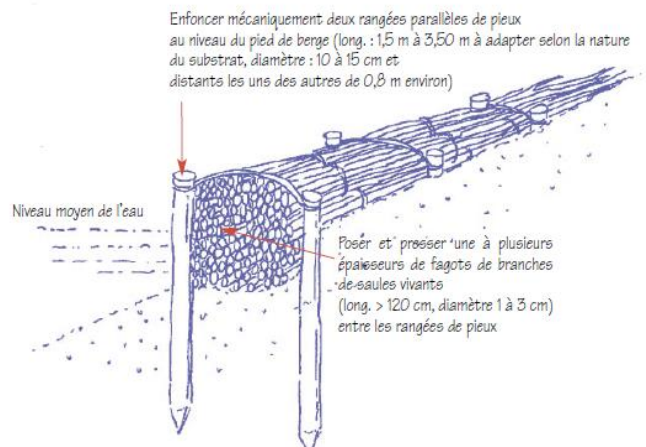 Enfoncer mécaniquement deux rangées parallèles de pieux
au niveau du pied de berge (long. : 1,5 m à 3,50 m à adapter selon la nature
du substrat, diamètre : 10 à 15 cm et
distants les uns des autres de 0,8 m environ)
Niveau moyen de l'eau
Poser et presser une à plusieurs
épaisseurs de fagots de branches
de saules vivants
(long. > 120 cm, diamètre 1 à 3 cm)
entre les rangées de pieux